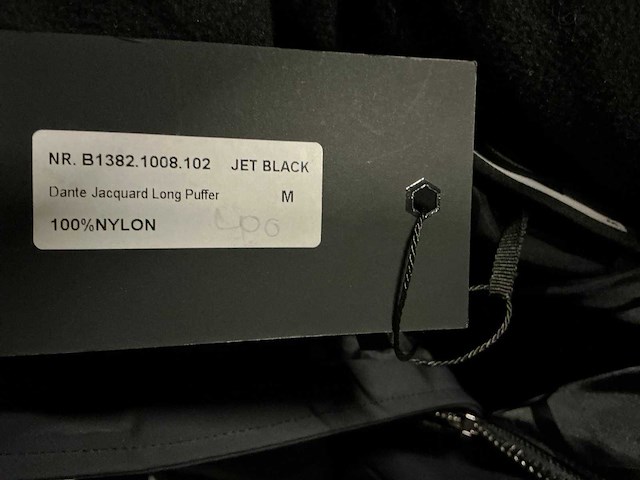 NR. B1382.1008.102 JET BLACK
Dante Jacquard Long Puffer M
100%NYLON